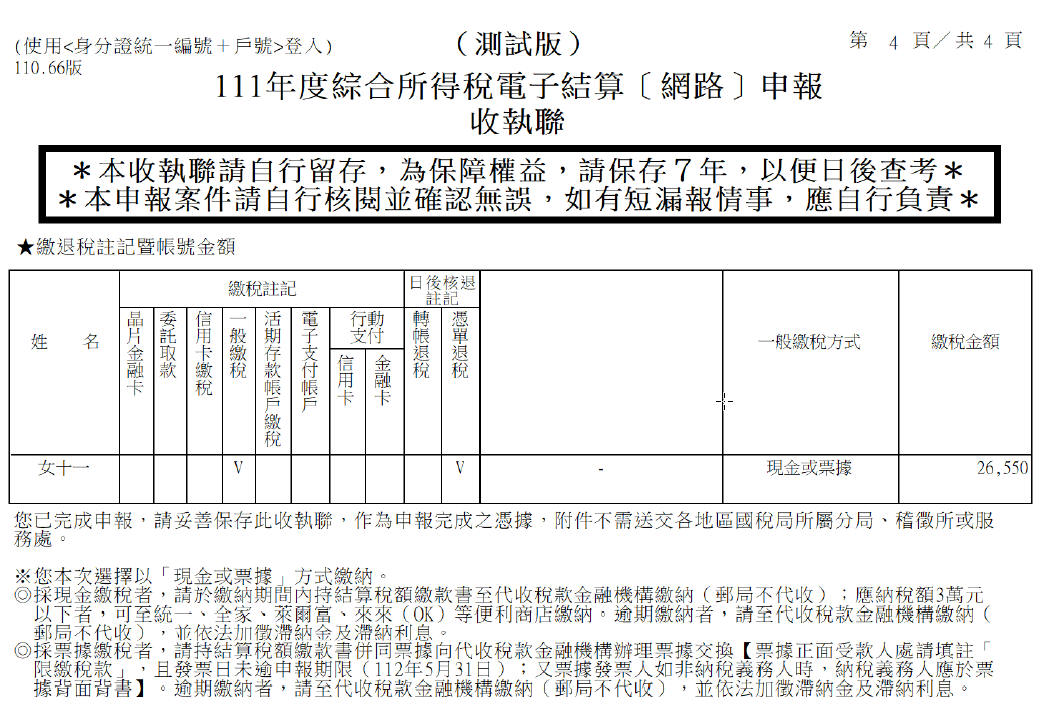 (使用<身分證統一編號＋戶號>登入)
（測試版）
第 4 頁／共 4 頁
110.66版
111年度綜合所得稅電子結算〔網路〕申報
收執聯
＊本收執聯請自行留存，為保障權益，請保存７年，以便日後查考＊
＊本申報案件請自行核閱並確認無誤，如有短漏報情事，應自行負責＊
★繳退稅註記暨帳號金額
姓 名
繳稅註記
日後核退
註記
晶片金融卡
委託取款
信用卡繳稅
一般繳稅
活期存款帳戶繳稅
電子支付帳戶
行動
支付
信用卡
金融卡
轉帳退稅
憑單退稅
一般繳稅方式
繳稅金額
女十一 V V - 現金或票據 26,550
您已完成申報，請妥善保存此收執聯，作為申報完成之憑據，附件不需送交各地區國稅局所屬分局、稽徵所或服
務處。
※您本次選擇以「現金或票據」方式繳納。
◎採現金繳稅者，請於繳納期間內持結算稅額繳款書至代收稅款金融機構繳納（郵局不代收）；應納稅額3萬元
以下者，可至統一、全家、萊爾富、來來（OK）等便利商店繳納。逾期繳納者，請至代收稅款金融機構繳納（
郵局不代收），並依法加徵滯納金及滯納利息。
◎採票據繳稅者，請持結算稅額繳款書併同票據向代收稅款金融機構辦理票據交換【票據正面受款人處請填註「
限繳稅款」，且發票日未逾申報期限（112年5月31日）；又票據發票人如非納稅義務人時，納稅義務人應於票
據背面背書】。逾期繳納者，請至代收稅款金融機構繳納（郵局不代收），並依法加徵滯納金及滯納利息。